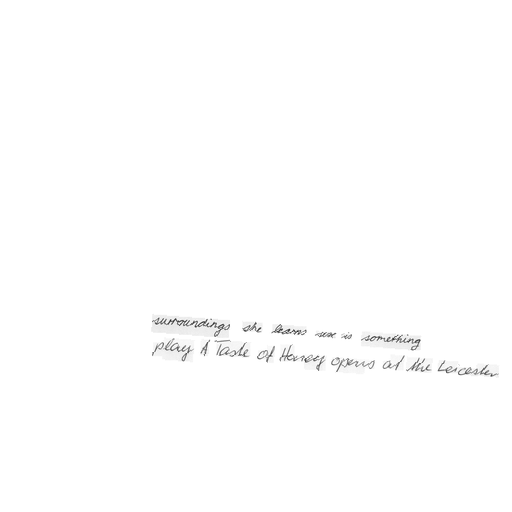 surroundings she learns sex is something
play A Taste of Honey opens at the Leicester